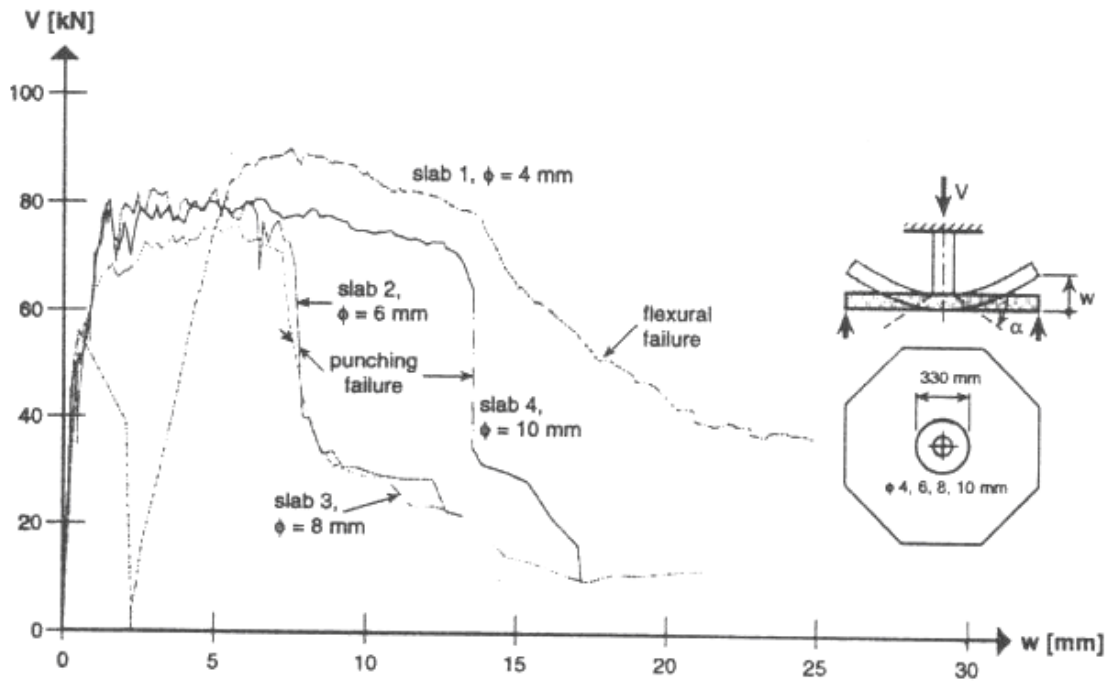 V [kN]
100
80
60
40
20
0
0
5
10
15
20
25
30
w [mm]
slab 1, ϕ = 4 mm
slab 2,
ϕ = 6 mm
punching
failure
slab 3,
ϕ = 8 mm
slab 4,
ϕ = 10 mm
flexural
failure
V
w
α
330 mm
ϕ 4, 6, 8, 10 mm